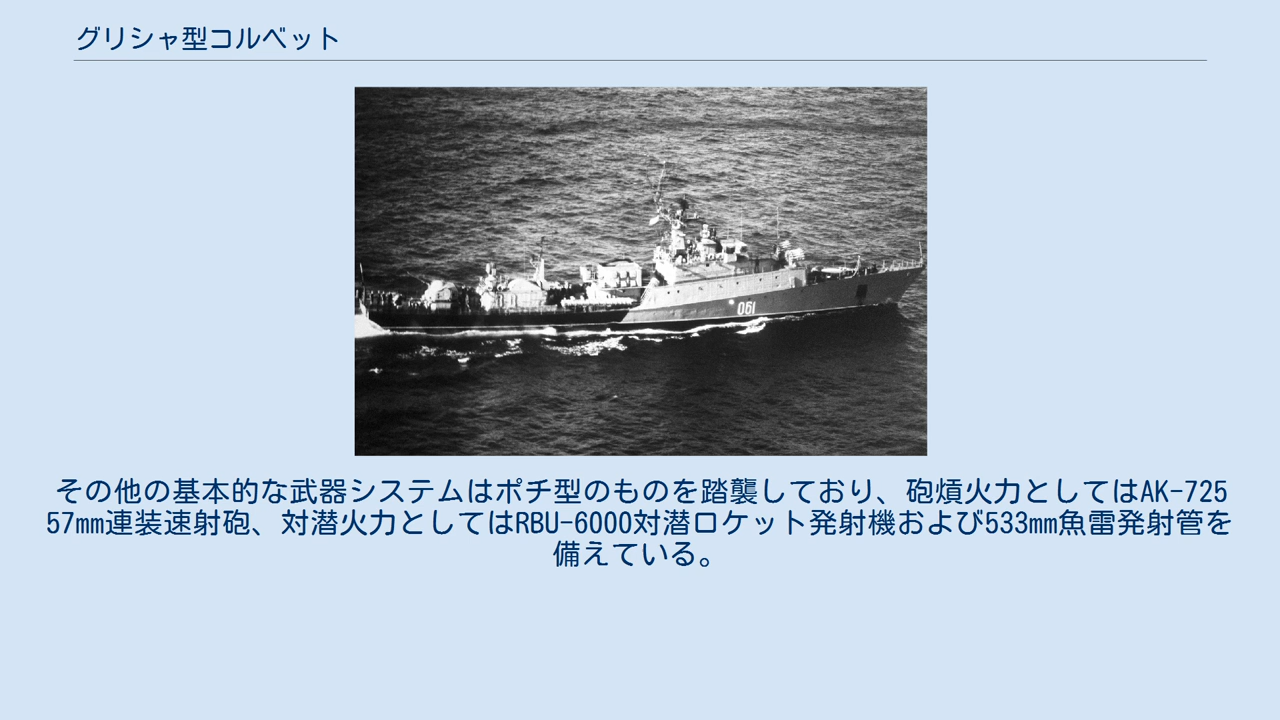 グリシャ型コルベット
061
その他の基本的な武器システムはポチ型のものを踏襲しており、砲熕火力としてはAK-725
57mm連装速射砲、対潜火力としてはRBU-6000対潜ロケット発射機および533mm魚雷発射管を
備えている。